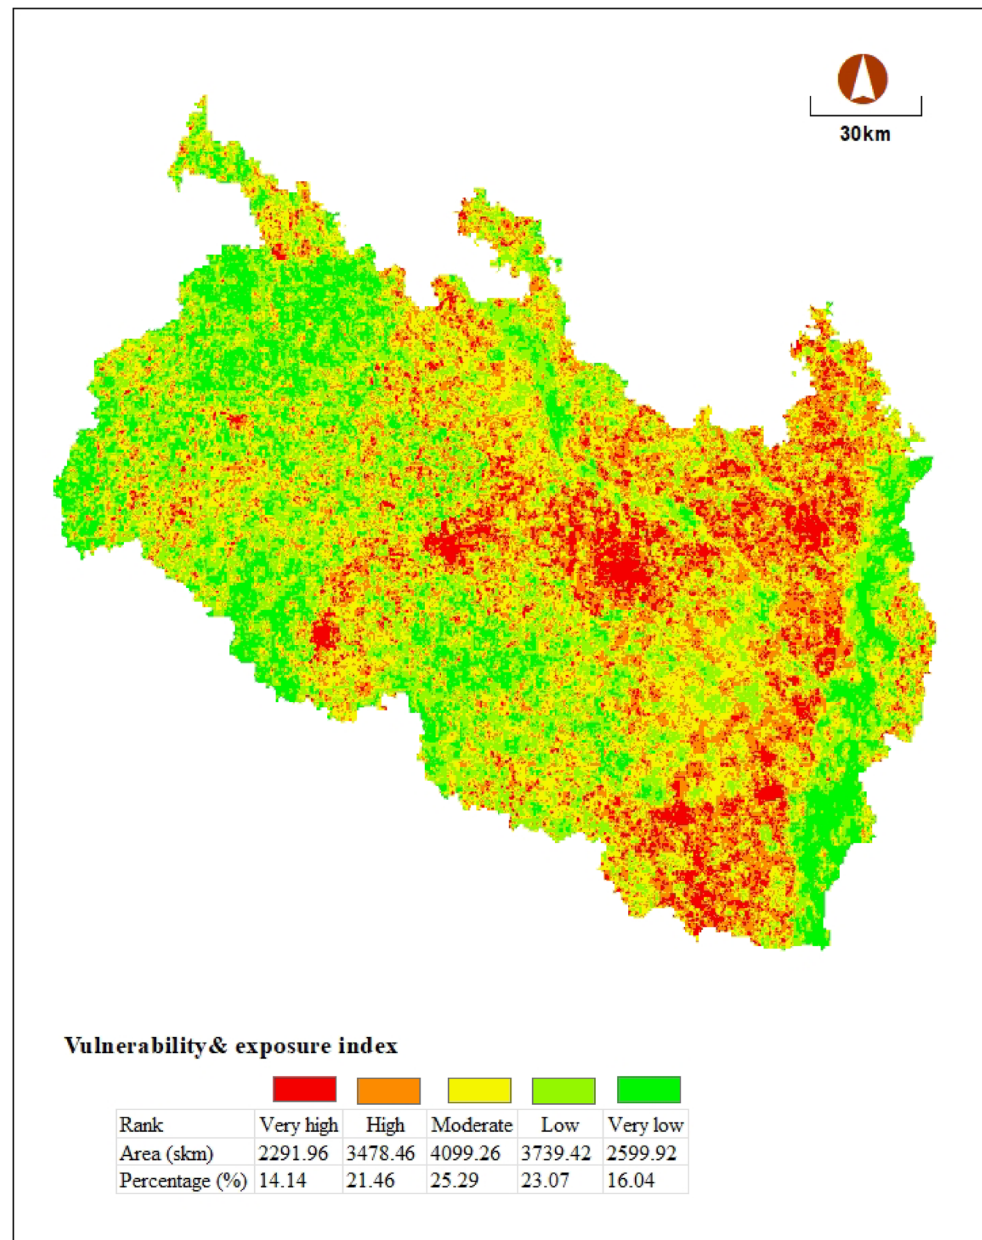 30km
Vulnerability& exposure index
Rank Very high High Moderate Low Very low
Area (skm) 2291.96 3478.46 4099.26 3739.42 2599.92
Percentage (%) 14.14 21.46 25.29 23.07 16.04